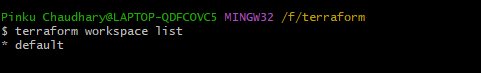 Pinku Chaudhary@LAPTOP-QDFCOVC5 MINGW32 /f/terraform
$ terraform workspace list
* default